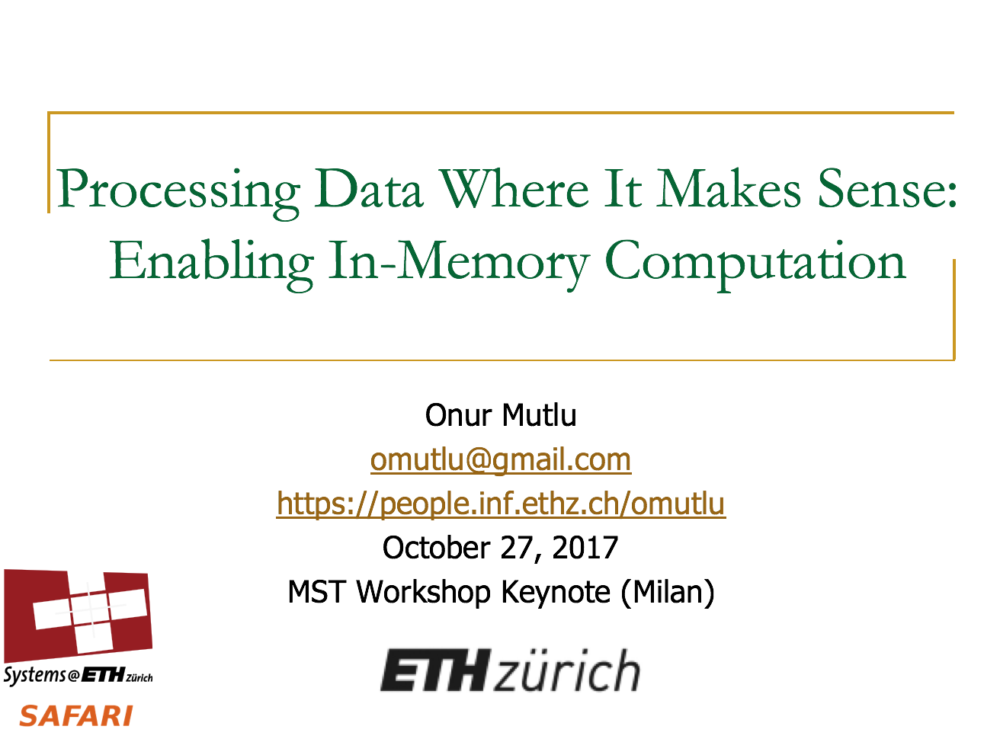 Processing Data Where It Makes Sense:
Enabling In-Memory Computation
Onur Mutlu
omutlu@gmail.com
https://people.inf.ethz.ch/omutlu
October 27, 2017
MST Workshop Keynote (Milan)
Systems@ETH Zürich
SAFARI
ETH zürich